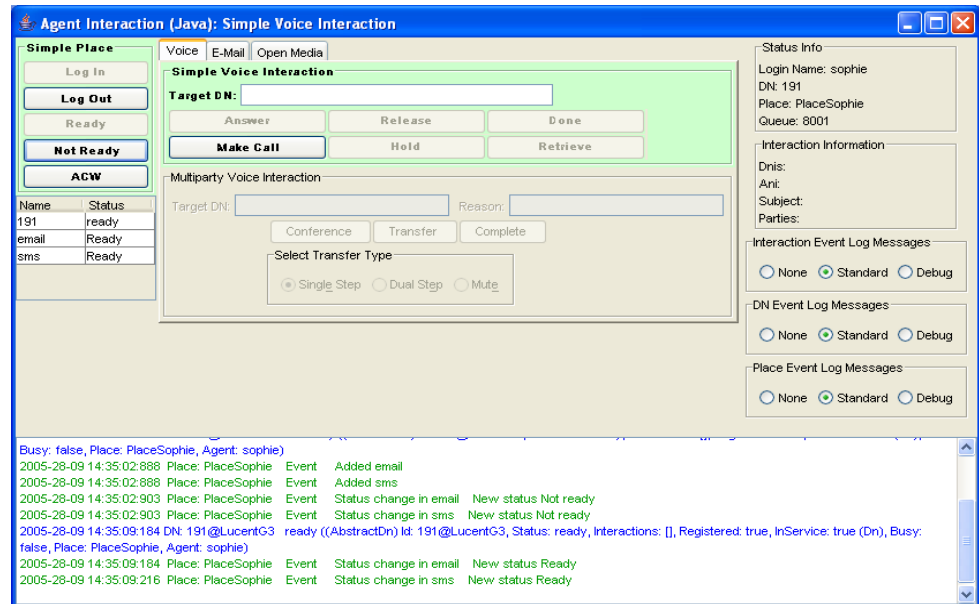 Agent Interaction (Java): Simple Voice Interaction
Simple Place
Log In
Log Out
Ready
Not Ready
ACW
Name Status
191 ready
email Ready
sms Ready
Voice E-Mail Open Media
Simple Voice Interaction
Target DN:
Answer Release Done
Make Call Hold Retrieve
Multiparty Voice Interaction
Target DN: Reason:
Conference Transfer Complete
Select Transfer Type
Single Step Dual Step Mute
Status Info
Login Name: sophie
DN: 191
Place: PlaceSophie
Queue: 8001
Interaction Information
Dnis:
Ani:
Subject:
Parties:
Interaction Event Log Messages
None Standard Debug
DN Event Log Messages
None Standard Debug
Place Event Log Messages
None Standard Debug
Busy: false, Place: PlaceSophie, Agent: sophie)
2005-28-09 14:35:02:888 Place: PlaceSophie Event Added email
2005-28-09 14:35:02:888 Place: PlaceSophie Event Added sms
2005-28-09 14:35:02:903 Place: PlaceSophie Event Status change in email New status Not ready
2005-28-09 14:35:02:903 Place: PlaceSophie Event Status change in sms New status Not ready
2005-28-09 14:35:09:184 DN: 191@LucentG3 ready ((AbstractDn) Id: 191@LucentG3, Status: ready, Interactions: [], Registered: true, InService: true (Dn), Busy:
false, Place: PlaceSophie, Agent: sophie)
2005-28-09 14:35:09:184 Place: PlaceSophie Event Status change in email New status Ready
2005-28-09 14:35:09:216 Place: PlaceSophie Event Status change in sms New status Ready